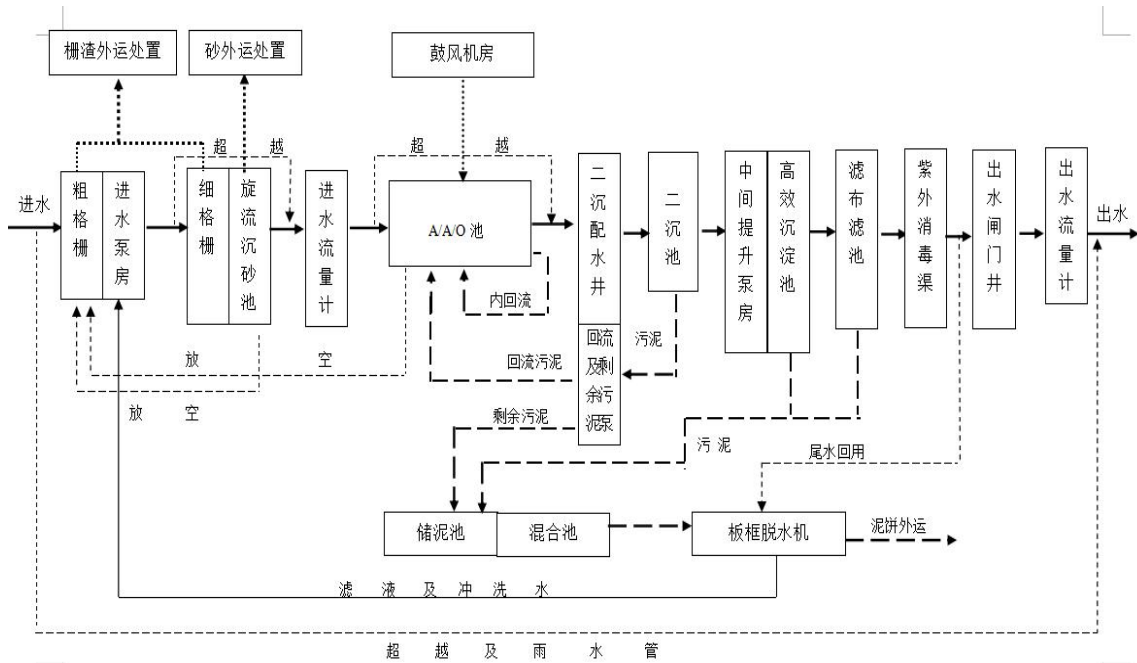 栅渣外运处置
砂外运处置
鼓风机房
超 越
超 越
进水
粗格栅
进水泵房
细格栅
旋流沉砂池
进水流量计
A/A/O 池
二沉配水井
二沉池
中间提升泵房
高效沉淀池
滤布滤池
紫外消毒渠
出水闸门井
出水流量计
出水
内回流
回流污泥
回流及剩余污泥泵
污泥
放 空
放 空
剩余污泥
污 泥
尾水回用
储泥池
混合池
板框脱水机
泥饼外运
滤 液 及 冲 洗 水
超 越 及 雨 水 管